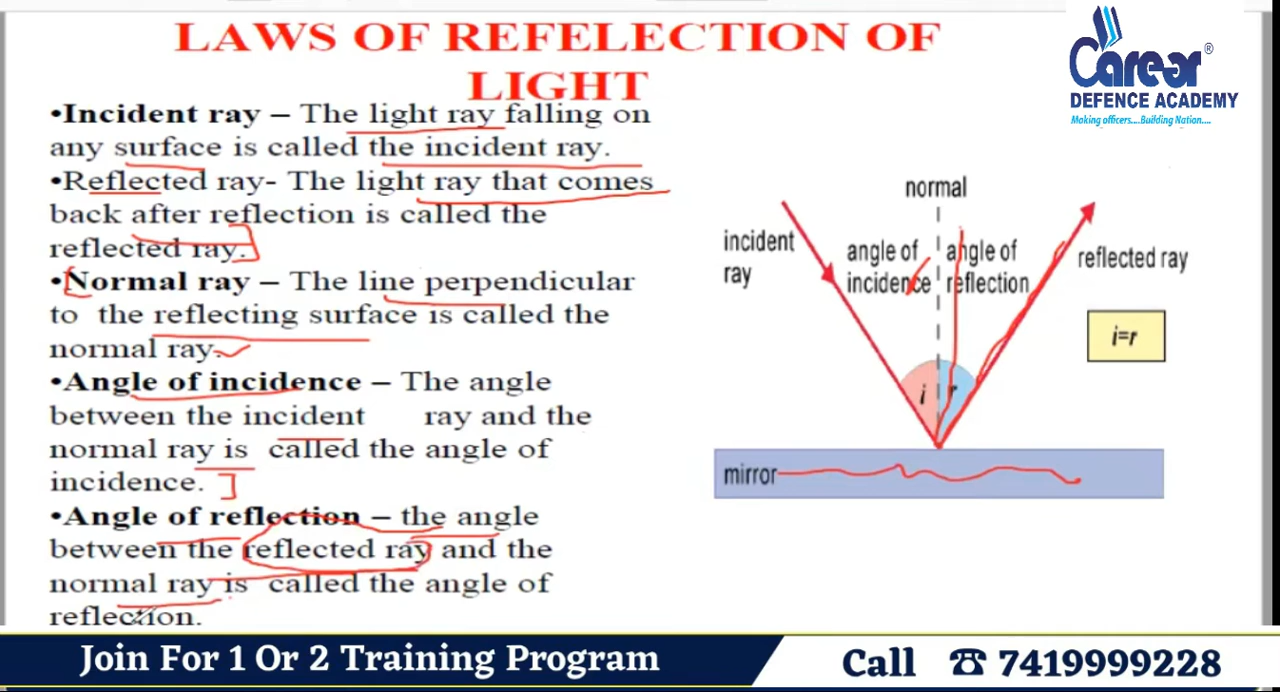 LAWS OF REFELECTION OF
LIGHT
•Incident ray – The light ray falling on
any surface is called the incident ray.
•Reflected ray- The light ray that comes
back after reflection is called the
reflected ray.
•Normal ray – The line perpendicular
to the reflecting surface is called the
normal ray.
•Angle of incidence – The angle
between the incident ray and the
normal ray is called the angle of
incidence.
•Angle of reflection – the angle
between the reflected ray and the
normal ray is called the angle of
reflection.
Carear®
DEFENCE ACADEMY
Making officers....Building Nation....
normal
incident
ray
angle of
incidence
angle of
reflection
reflected ray
i=r
i
r
mirror
Join For 1 Or 2 Training Program
Call ☎ 7419999228